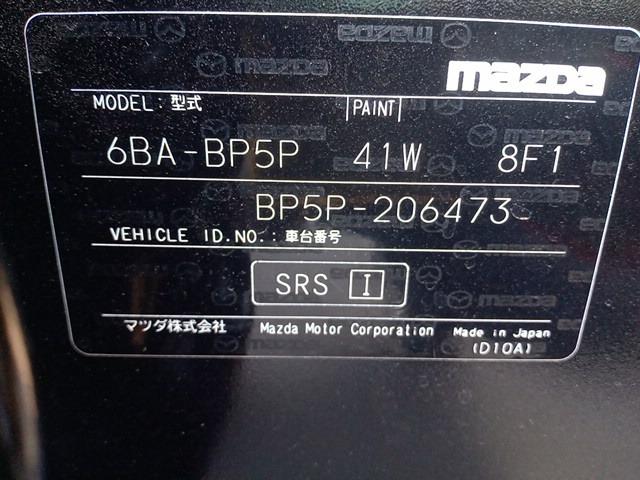 mazda
MODEL:型式 PAINT
6BA-BP5P 41W 8F1
BP5P-206473
VEHICLE ID.NO.:車台番号
SRS I
マツダ株式会社 Mazda Motor Corporation Made in Japan
(D10A)